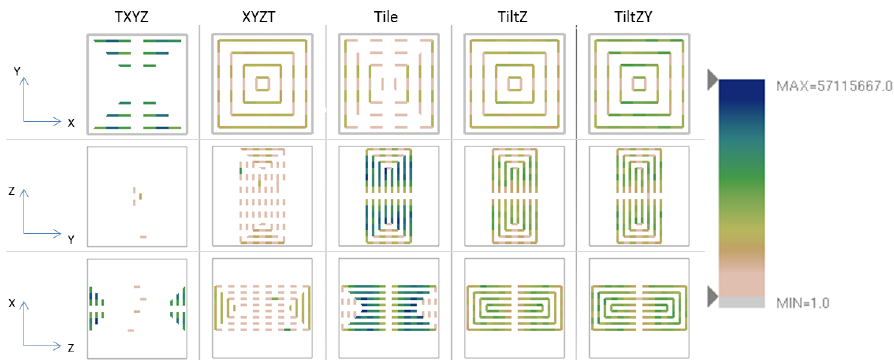 TXYZ XYZT Tile TiltZ TiltZY
Y
X
MAX=57115667.0
Z
Y
X
MIN=1.0
Z